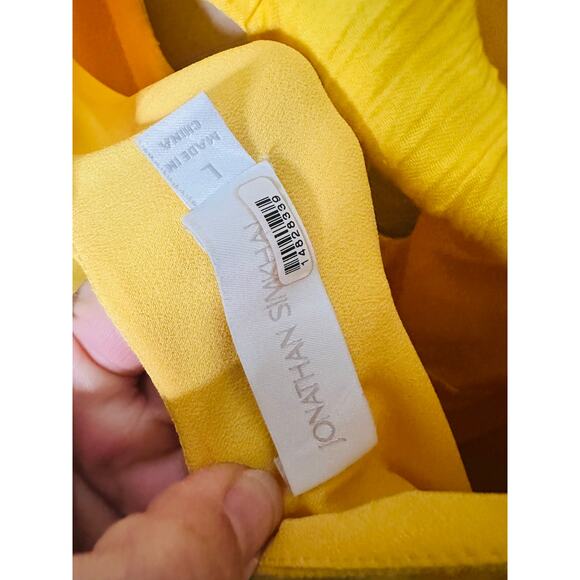 MADE IN
CHINA
L
14828339
JONATHAN SIMKHAI